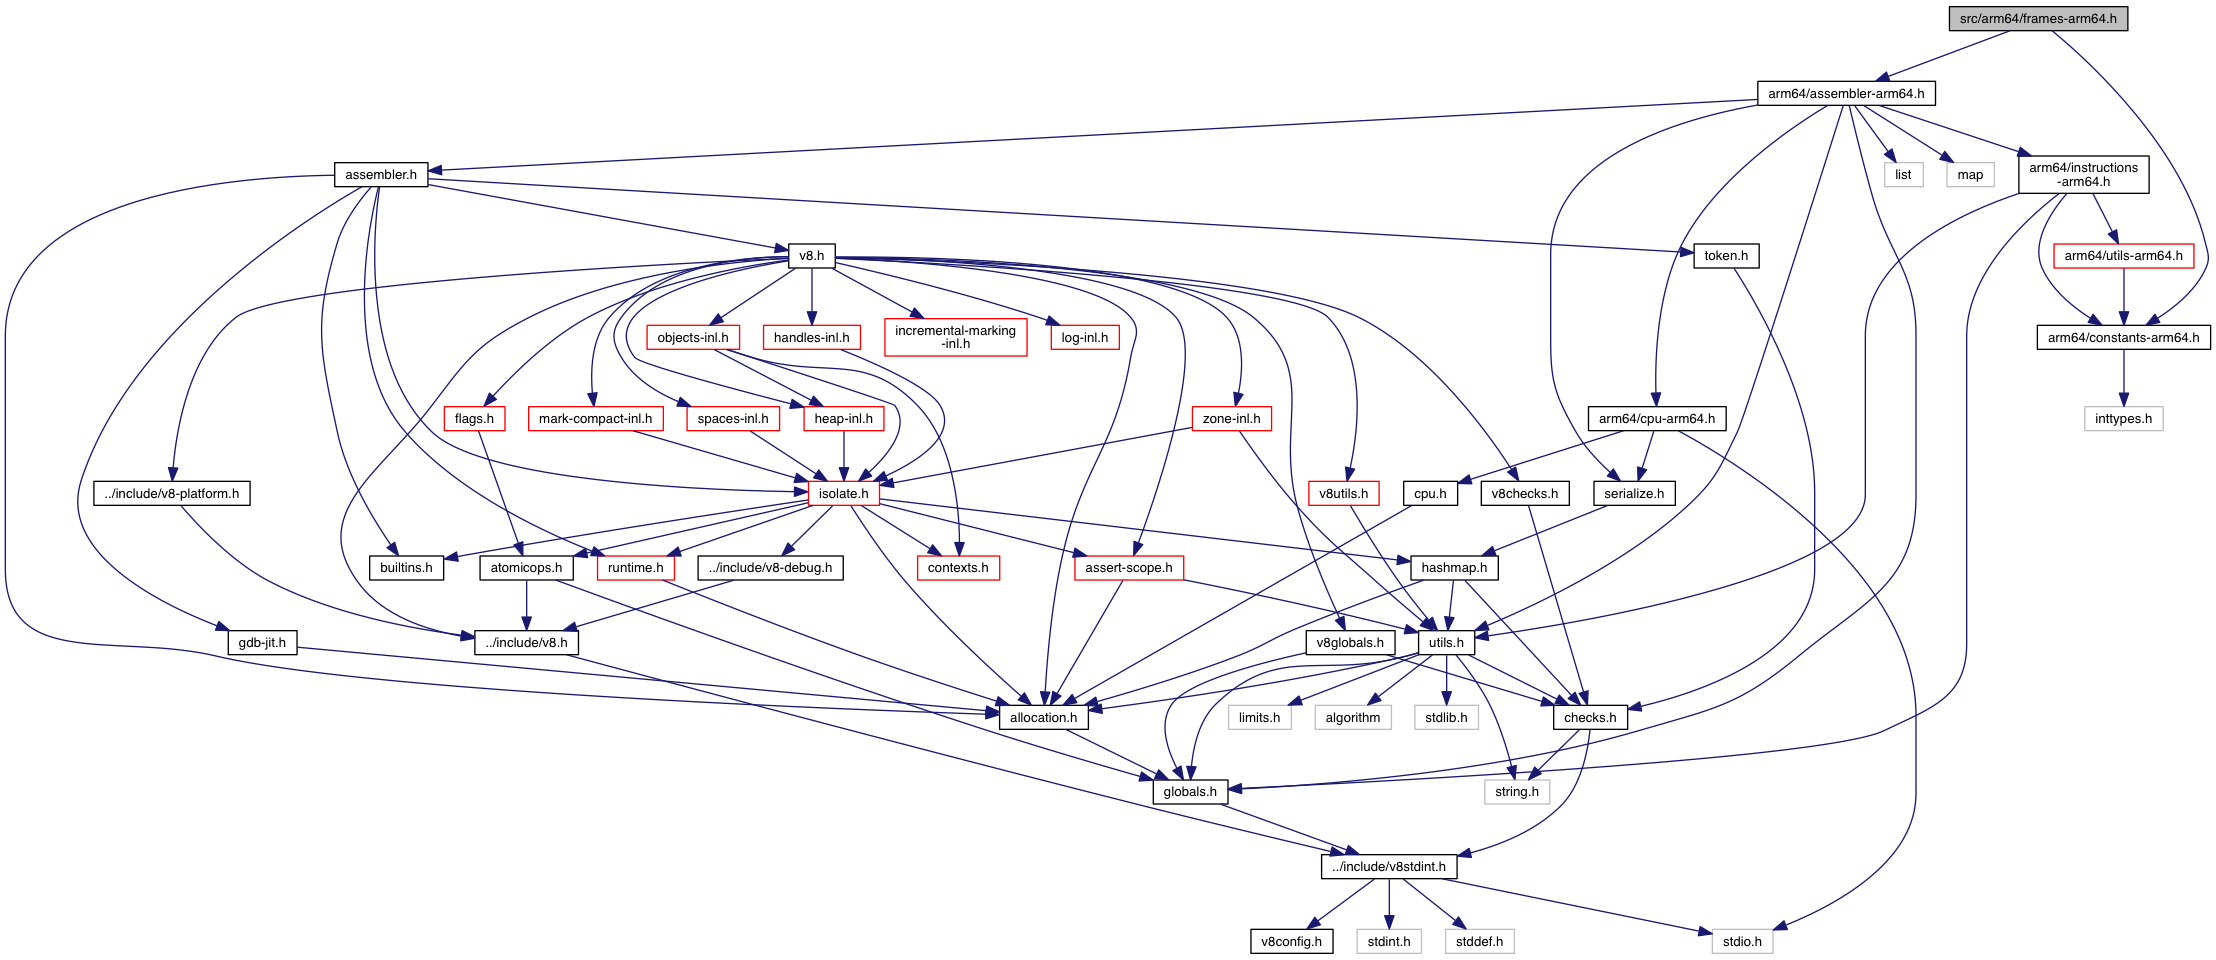 src/arm64/frames-arm64.h
arm64/assembler-arm64.h
assembler.h
list
map
arm64/instructions
-arm64.h
v8.h
token.h
arm64/utils-arm64.h
objects-inl.h
handles-inl.h
incremental-marking
-inl.h
log-inl.h
arm64/constants-arm64.h
flags.h
mark-compact-inl.h
spaces-inl.h
heap-inl.h
zone-inl.h
arm64/cpu-arm64.h
inttypes.h
../include/v8-platform.h
isolate.h
v8utils.h
cpu.h
v8checks.h
serialize.h
builtins.h
atomicops.h
runtime.h
../include/v8-debug.h
contexts.h
assert-scope.h
hashmap.h
gdb-jit.h
../include/v8.h
v8globals.h
utils.h
allocation.h
limits.h
algorithm
stdlib.h
checks.h
globals.h
string.h
../include/v8stdint.h
v8config.h
stdint.h
stddef.h
stdio.h